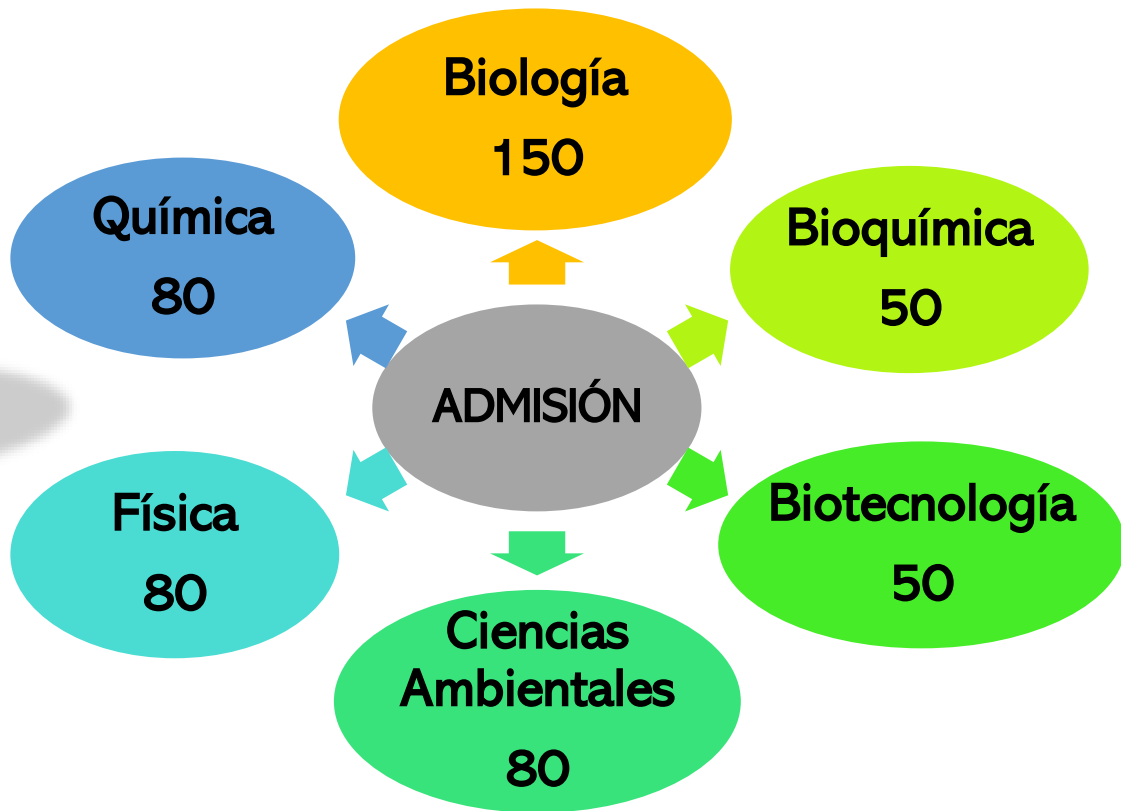 Biología
150
Química
80
Bioquímica
50
ADMISIÓN
Física
80
Biotecnología
50
Ciencias
Ambientales
80